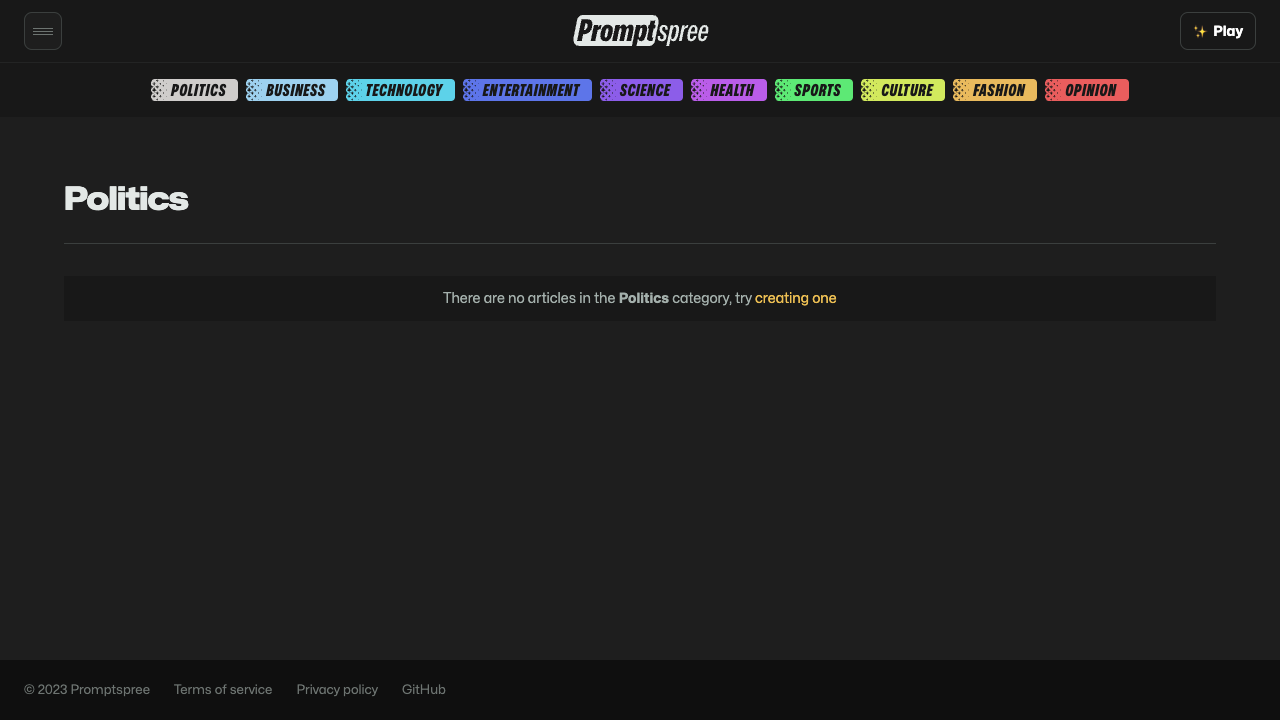 Promptspree
✨ Play
POLITICS BUSINESS TECHNOLOGY ENTERTAINMENT SCIENCE HEALTH SPORTS CULTURE FASHION OPINION
Politics
There are no articles in the Politics category, try creating one
© 2023 Promptspree Terms of service Privacy policy GitHub